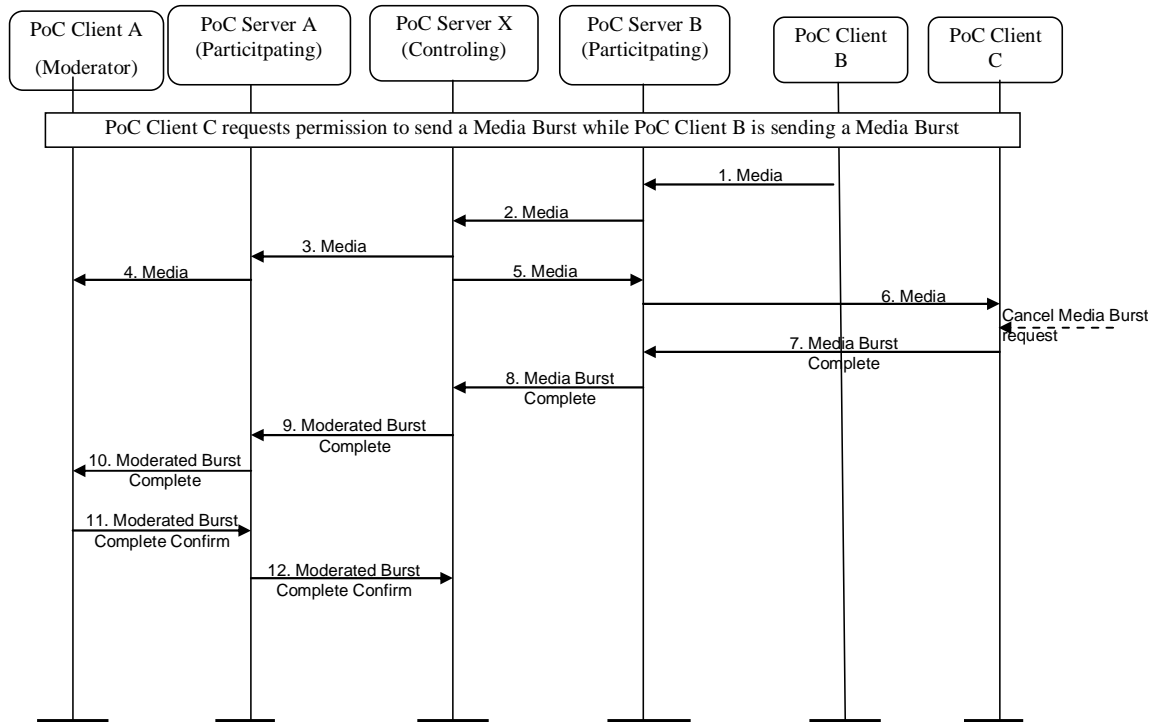 PoC Client A
(Moderator)
PoC Server A
(Particitpating)
PoC Server X
(Controling)
PoC Server B
(Particitpating)
PoC Client
B
PoC Client
C
PoC Client C requests permission to send a Media Burst while PoC Client B is sending a Media Burst
1. Media
2. Media
3. Media
4. Media
5. Media
6. Media
Cancel Media Burst
request
7. Media Burst
Complete
8. Media Burst
Complete
9. Moderated Burst
Complete
10. Moderated Burst
Complete
11. Moderated Burst
Complete Confirm
12. Moderated Burst
Complete Confirm